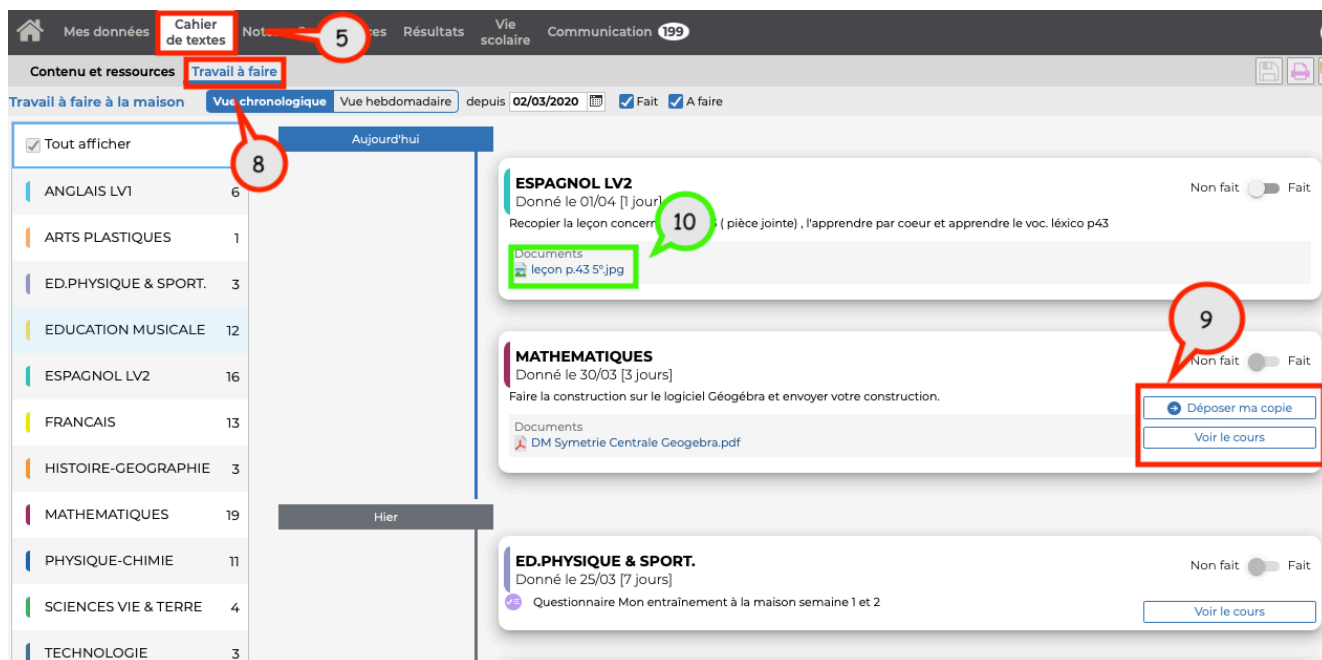 Mes données
Cahier
de textes
5
Résultats
Vie
scolaire
Communication 199
Contenu et ressources
Travail à faire
Travail à faire à la maison
Vue chronologique
Vue hebdomadaire
depuis 02/03/2020
Fait
A faire
Tout afficher
8
ANGLAIS LV1 6
ARTS PLASTIQUES 1
ED.PHYSIQUE & SPORT. 3
EDUCATION MUSICALE 12
ESPAGNOL LV2 16
FRANCAIS 13
HISTOIRE-GEOGRAPHIE 3
MATHEMATIQUES 19
PHYSIQUE-CHIMIE 11
SCIENCES VIE & TERRE 4
TECHNOLOGIE 3
Aujourd'hui
ESPAGNOL LV2
Non fait Fait
Donné le 01/04 [1 jour]
10
Recopier la leçon ( pièce jointe) , l'apprendre par coeur et apprendre le voc. léxico p43
Documents
leçon p.43 5°.jpg
9
MATHEMATIQUES
Non fait Fait
Donné le 30/03 [3 jours]
Faire la construction sur le logiciel Géogébra et envoyer votre construction.
Déposer ma copie
Documents
DM Symetrie Centrale Geogebra.pdf
Voir le cours
Hier
ED.PHYSIQUE & SPORT.
Non fait Fait
Donné le 25/03 [7 jours]
Questionnaire Mon entraînement à la maison semaine 1 et 2
Voir le cours